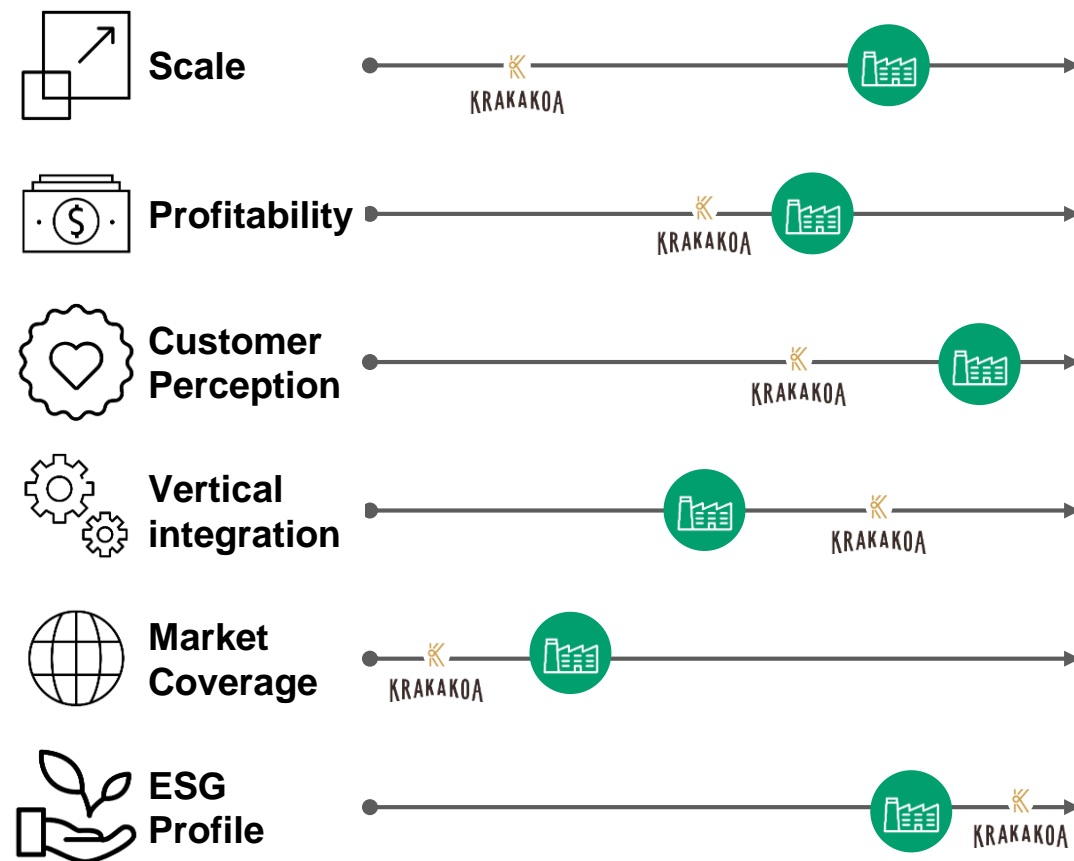 Scale
KRAKAKOA
$
Profitability
KRAKAKOA
Customer
Perception
KRAKAKOA
Vertical
integration
KRAKAKOA
Market
Coverage
KRAKAKOA
ESG
Profile
KRAKAKOA